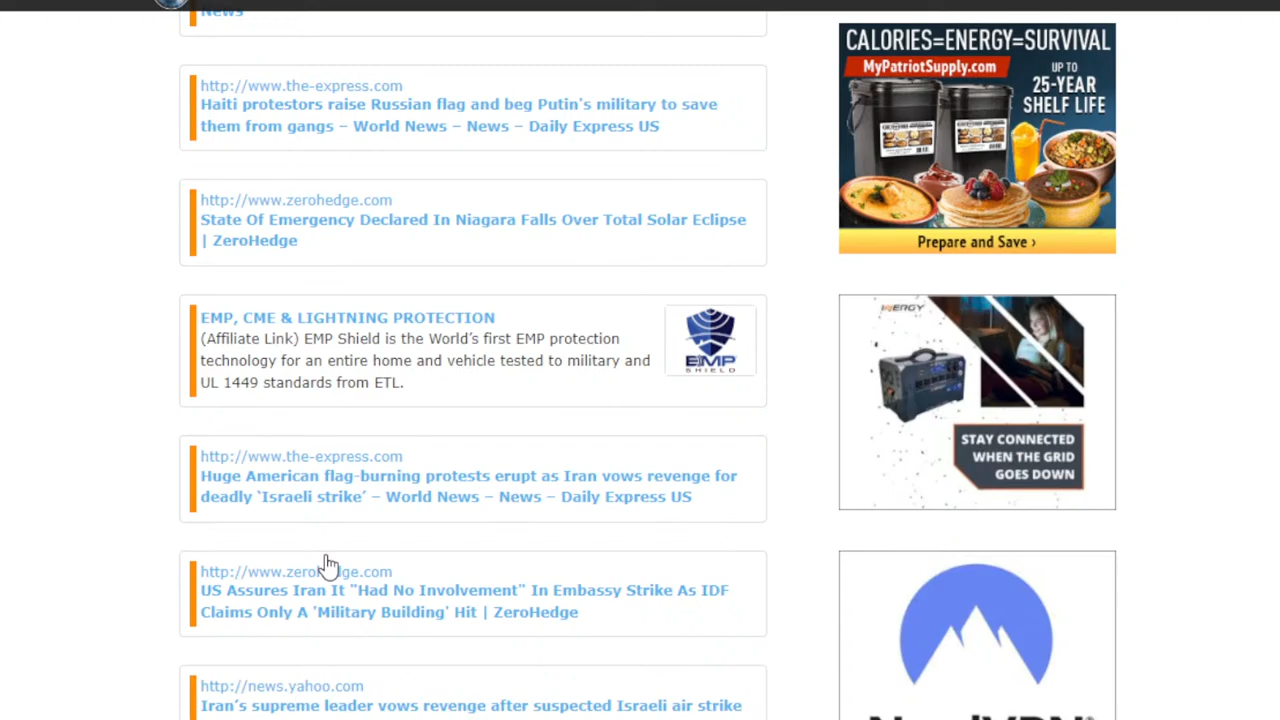 News
http://www.the-express.com
Haiti protestors raise Russian flag and beg Putin's military to save
them from gangs – World News – News – Daily Express US
http://www.zerohedge.com
State Of Emergency Declared In Niagara Falls Over Total Solar Eclipse
| ZeroHedge
EMP, CME & LIGHTNING PROTECTION
(Affiliate Link) EMP Shield is the World's first EMP protection
technology for an entire home and vehicle tested to military and
UL 1449 standards from ETL.
EMP
SHIELD
http://www.the-express.com
Huge American flag-burning protests erupt as Iran vows revenge for
deadly 'Israeli strike' – World News – News – Daily Express US
http://www.zerohedge.com
US Assures Iran It "Had No Involvement" In Embassy Strike As IDF
Claims Only A 'Military Building' Hit | ZeroHedge
http://news.yahoo.com
Iran's supreme leader vows revenge after suspected Israeli air strike
CALORIES=ENERGY=SURVIVAL
MyPatriotSupply.com
UP TO
25-YEAR
SHELF LIFE
Prepare and Save ›
INERGY
STAY CONNECTED
WHEN THE GRID
GOES DOWN
NordVPN®